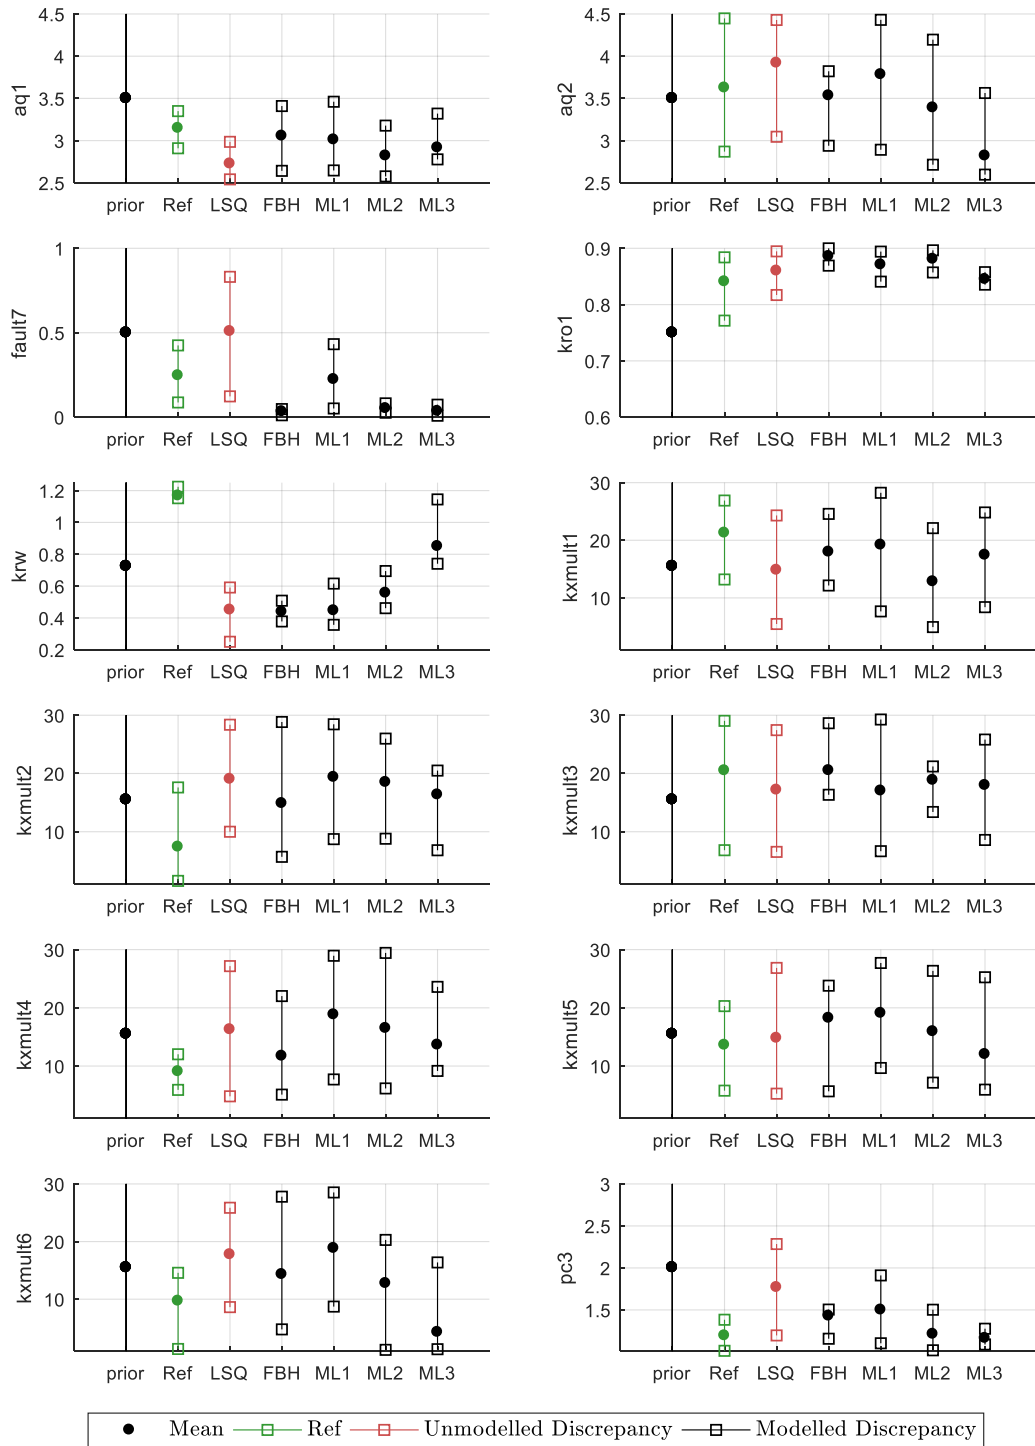 4.5
4
3.5
3
2.5
aq1
prior Ref LSQ FBH ML1 ML2 ML3
4.5
4
3.5
3
2.5
aq2
prior Ref LSQ FBH ML1 ML2 ML3
1
0.5
0
fault7
prior Ref LSQ FBH ML1 ML2 ML3
0.9
0.8
0.7
0.6
kro1
prior Ref LSQ FBH ML1 ML2 ML3
1.2
1
0.8
0.6
0.4
0.2
krw
prior Ref LSQ FBH ML1 ML2 ML3
30
20
10
kxmult1
prior Ref LSQ FBH ML1 ML2 ML3
30
20
10
kxmult2
prior Ref LSQ FBH ML1 ML2 ML3
30
20
10
kxmult3
prior Ref LSQ FBH ML1 ML2 ML3
30
20
10
kxmult4
prior Ref LSQ FBH ML1 ML2 ML3
30
20
10
kxmult5
prior Ref LSQ FBH ML1 ML2 ML3
30
20
10
kxmult6
prior Ref LSQ FBH ML1 ML2 ML3
3
2.5
2
1.5
pc3
prior Ref LSQ FBH ML1 ML2 ML3
Mean Ref Unmodelled Discrepancy Modelled Discrepancy